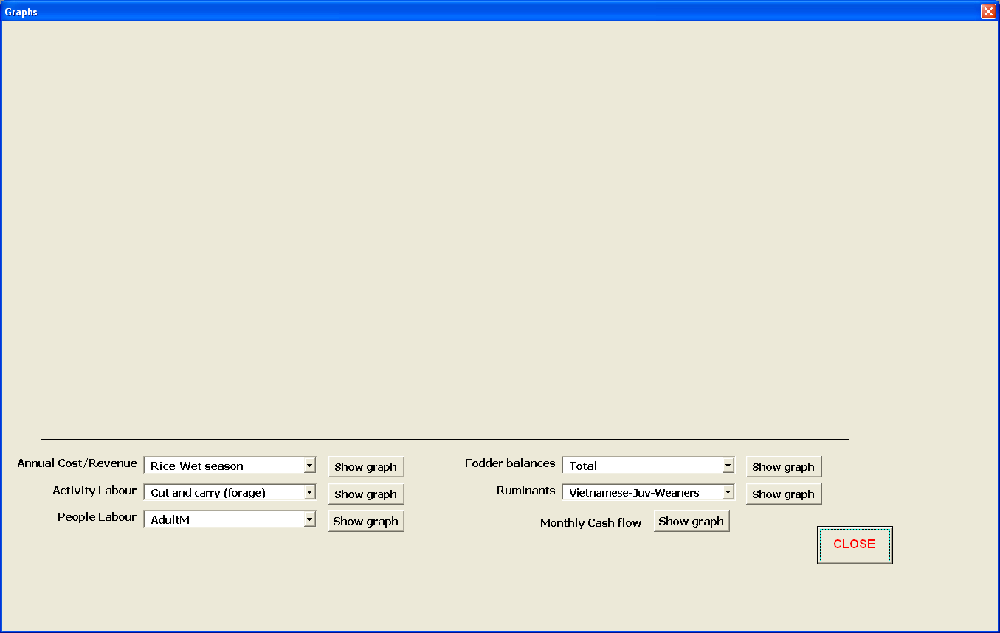 Graphs
Annual Cost/Revenue Rice-Wet season Show graph Fodder balances Total Show graph
Activity Labour Cut and carry (forage) Show graph Ruminants Vietnamese-Juv-Weaners Show graph
People Labour AdultM Show graph Monthly Cash flow Show graph
CLOSE